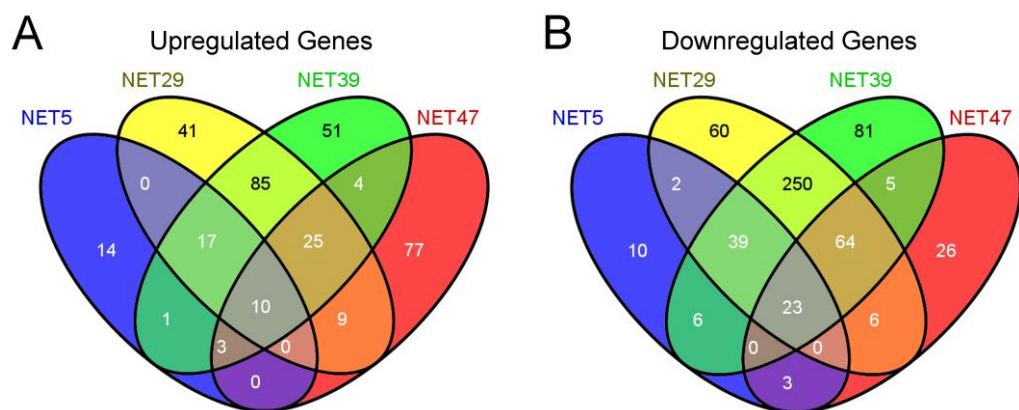 A
Upregulated Genes
NET29
NET39
NET5
NET47
41
51
0
85
4
14
17
25
77
10
1
9
3
0
0
B
Downregulated Genes
NET29
NET39
NET5
NET47
60
81
2
250
5
10
39
64
26
23
6
6
0
0
3